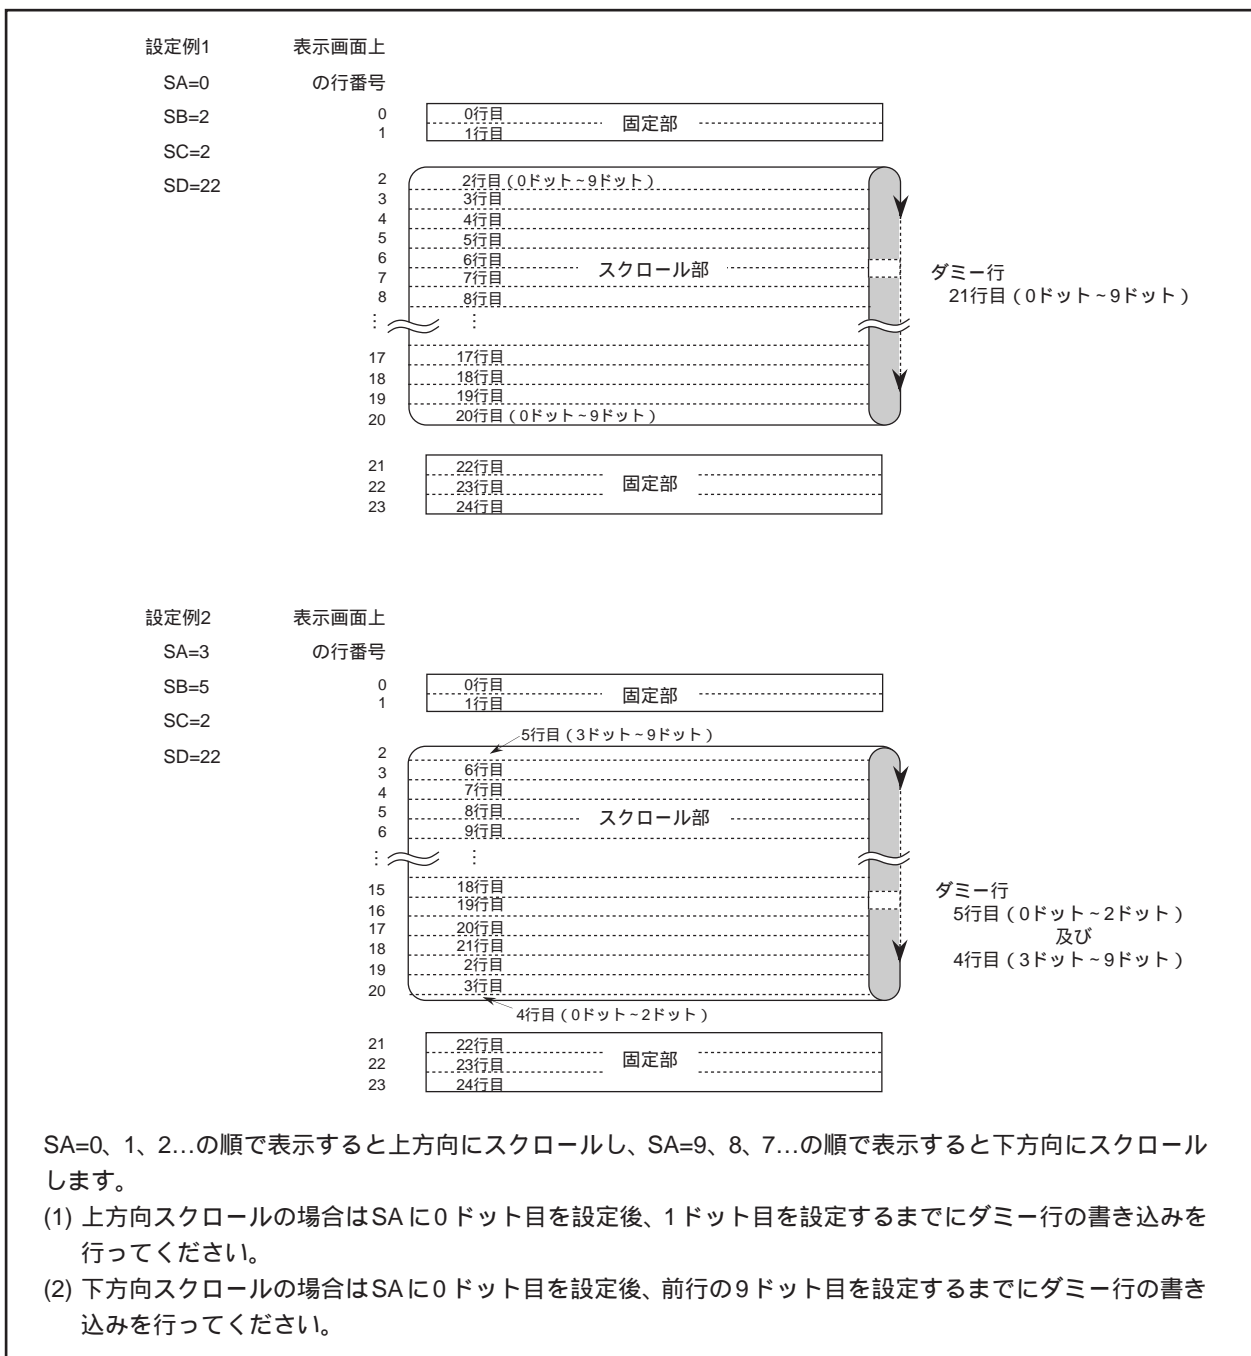 設定例1 表示画面上
SA=0 の行番号
SB=2 0 0行目
固定部
1 1行目
SC=2
SD=22 2 2行目(0ドット~9ドット)
3 3行目
4 4行目
5 5行目
6 6行目
スクロール部
7 7行目
8 8行目
ダミー行
21行目(0ドット~9ドット)
⋮ ⋮
17 17行目
18 18行目
19 19行目
20 20行目(0ドット~9ドット)
21 22行目
22 23行目 固定部
23 24行目
設定例2 表示画面上
SA=3 の行番号
SB=5 0 0行目
固定部
1 1行目
SC=2
5行目(3ドット~9ドット)
SD=22 2
3 6行目
4 7行目
5 8行目 スクロール部
6 9行目
⋮ ⋮
15 18行目
16 19行目
17 20行目
18 21行目
19 2行目
20 3行目
ダミー行
5行目(0ドット~2ドット)
及び
4行目(3ドット~9ドット)
4行目(0ドット~2ドット)
21 22行目
22 23行目 固定部
23 24行目
SA=0、1、2…の順で表示すると上方向にスクロールし、SA=9、8、7…の順で表示すると下方向にスクロール
します。
(1) 上方向スクロールの場合はSAに0ドット目を設定後、1ドット目を設定するまでにダミー行の書き込みを
行ってください。
(2) 下方向スクロールの場合はSAに0ドット目を設定後、前行の9ドット目を設定するまでにダミー行の書き
込みを行ってください。